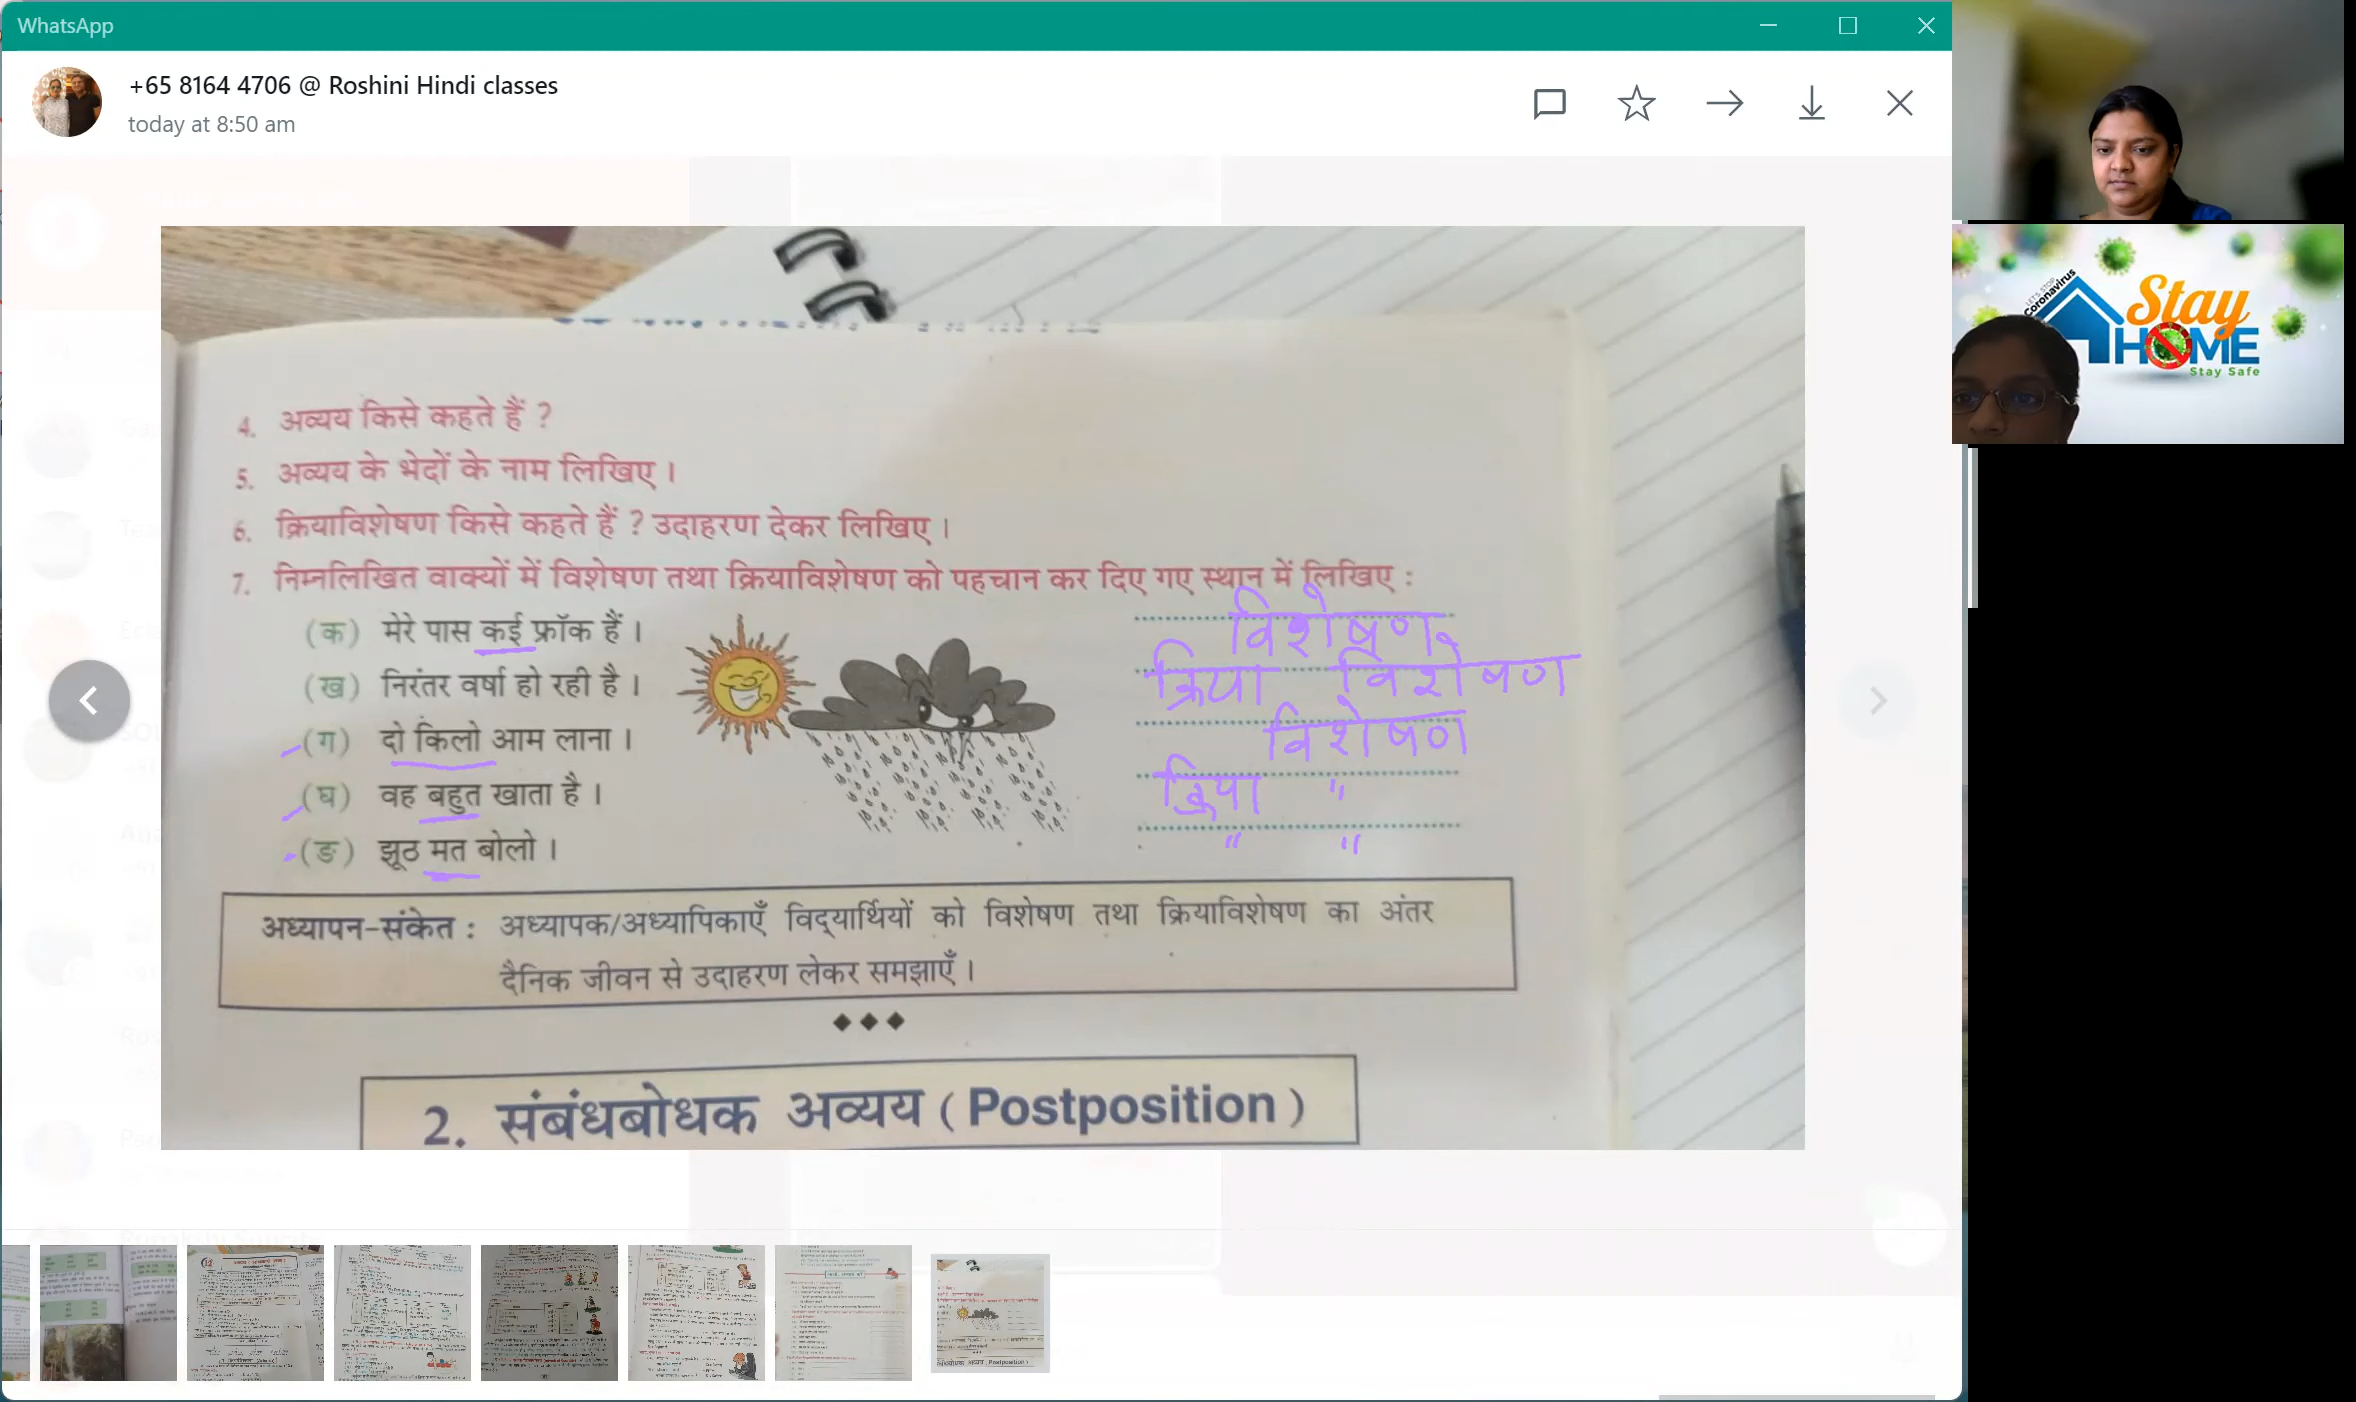 WhatsApp
+65 8164 4706 @ Roshini Hindi classes
today at 8:50 am
LET'S STOP
Coronavirus
Stay
HOME
Stay Safe
4. अव्यय किसे कहते हैं ?
5. अव्यय के भेदों के नाम लिखिए ।
6. क्रियाविशेषण किसे कहते हैं ? उदाहरण देकर लिखिए ।
7. निम्नलिखित वाक्यों में विशेषण तथा क्रियाविशेषण को पहचान कर दिए गए स्थान में लिखिए :
(क) मेरे पास कई फ्रॉक हैं । विशेषण
(ख) निरंतर वर्षा हो रही है । क्रिया विशेषण
(ग) दो किलो आम लाना । विशेषण
(घ) वह बहुत खाता है । क्रिया "
(ङ) झूठ मत बोलो । " "
अध्यापन-संकेत : अध्यापक/अध्यापिकाएँ विद्यार्थियों को विशेषण तथा क्रियाविशेषण का अंतर
दैनिक जीवन से उदाहरण लेकर समझाएँ ।
2. संबंधबोधक अव्यय ( Postposition )